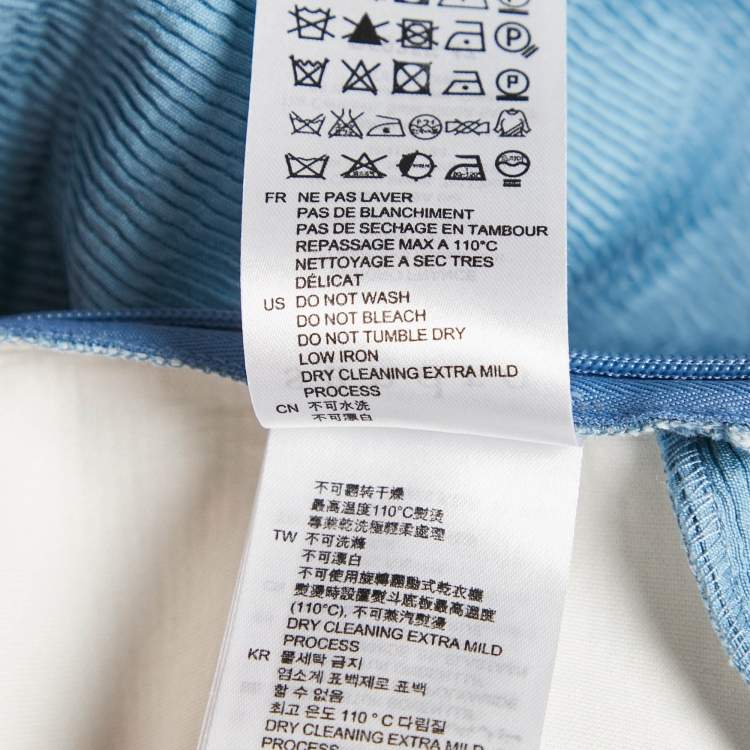 FR NE PAS LAVER
PAS DE BLANCHIMENT
PAS DE SECHAGE EN TAMBOUR
REPASSAGE MAX A 110°C
NETTOYAGE A SEC TRES
DÉLICAT
US DO NOT WASH
DO NOT BLEACH
DO NOT TUMBLE DRY
LOW IRON
DRY CLEANING EXTRA MILD
PROCESS
CN 不可水洗
不可漂白
不可翻转干燥
最高溫度110°C熨烫
專業乾洗極輕柔處理
TW 不可洗滌
不可漂白
不可使用旋轉翻動式乾衣機
熨燙時設置熨斗底板最高溫度
(110°C), 不可蒸汽熨燙
DRY CLEANING EXTRA MILD
PROCESS
KR 물세탁 금지
염소계 표백제로 표백
할 수 없음
최고 온도 110 ° C 다림질
DRY CLEANING EXTRA MILD
PROCESS